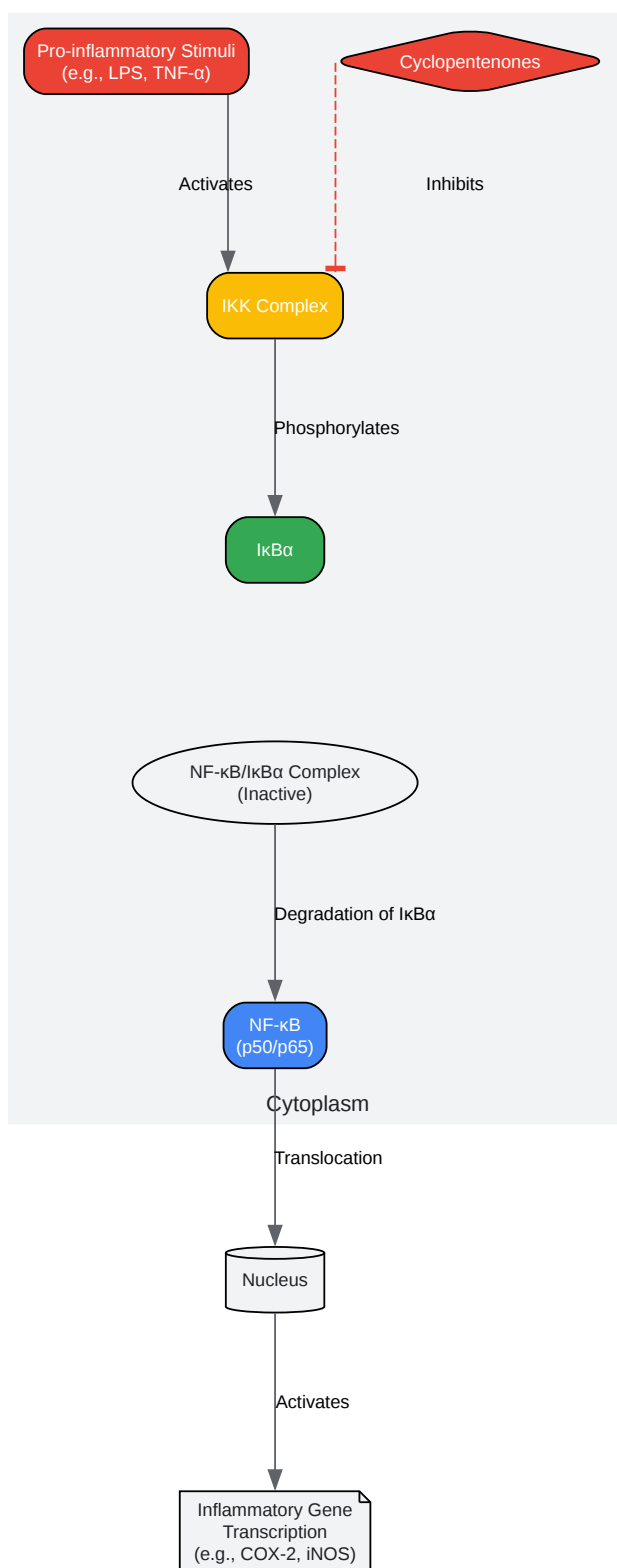 Pro-inflammatory Stimuli
(e.g., LPS, TNF-α)
Cyclopentenones
Activates
Inhibits
IKK Complex
Phosphorylates
IκBα
NF-κB/IκBα Complex
(Inactive)
Degradation of IκBα
NF-κB
(p50/p65)
Cytoplasm
Translocation
Nucleus
Activates
Inflammatory Gene
Transcription
(e.g., COX-2, iNOS)